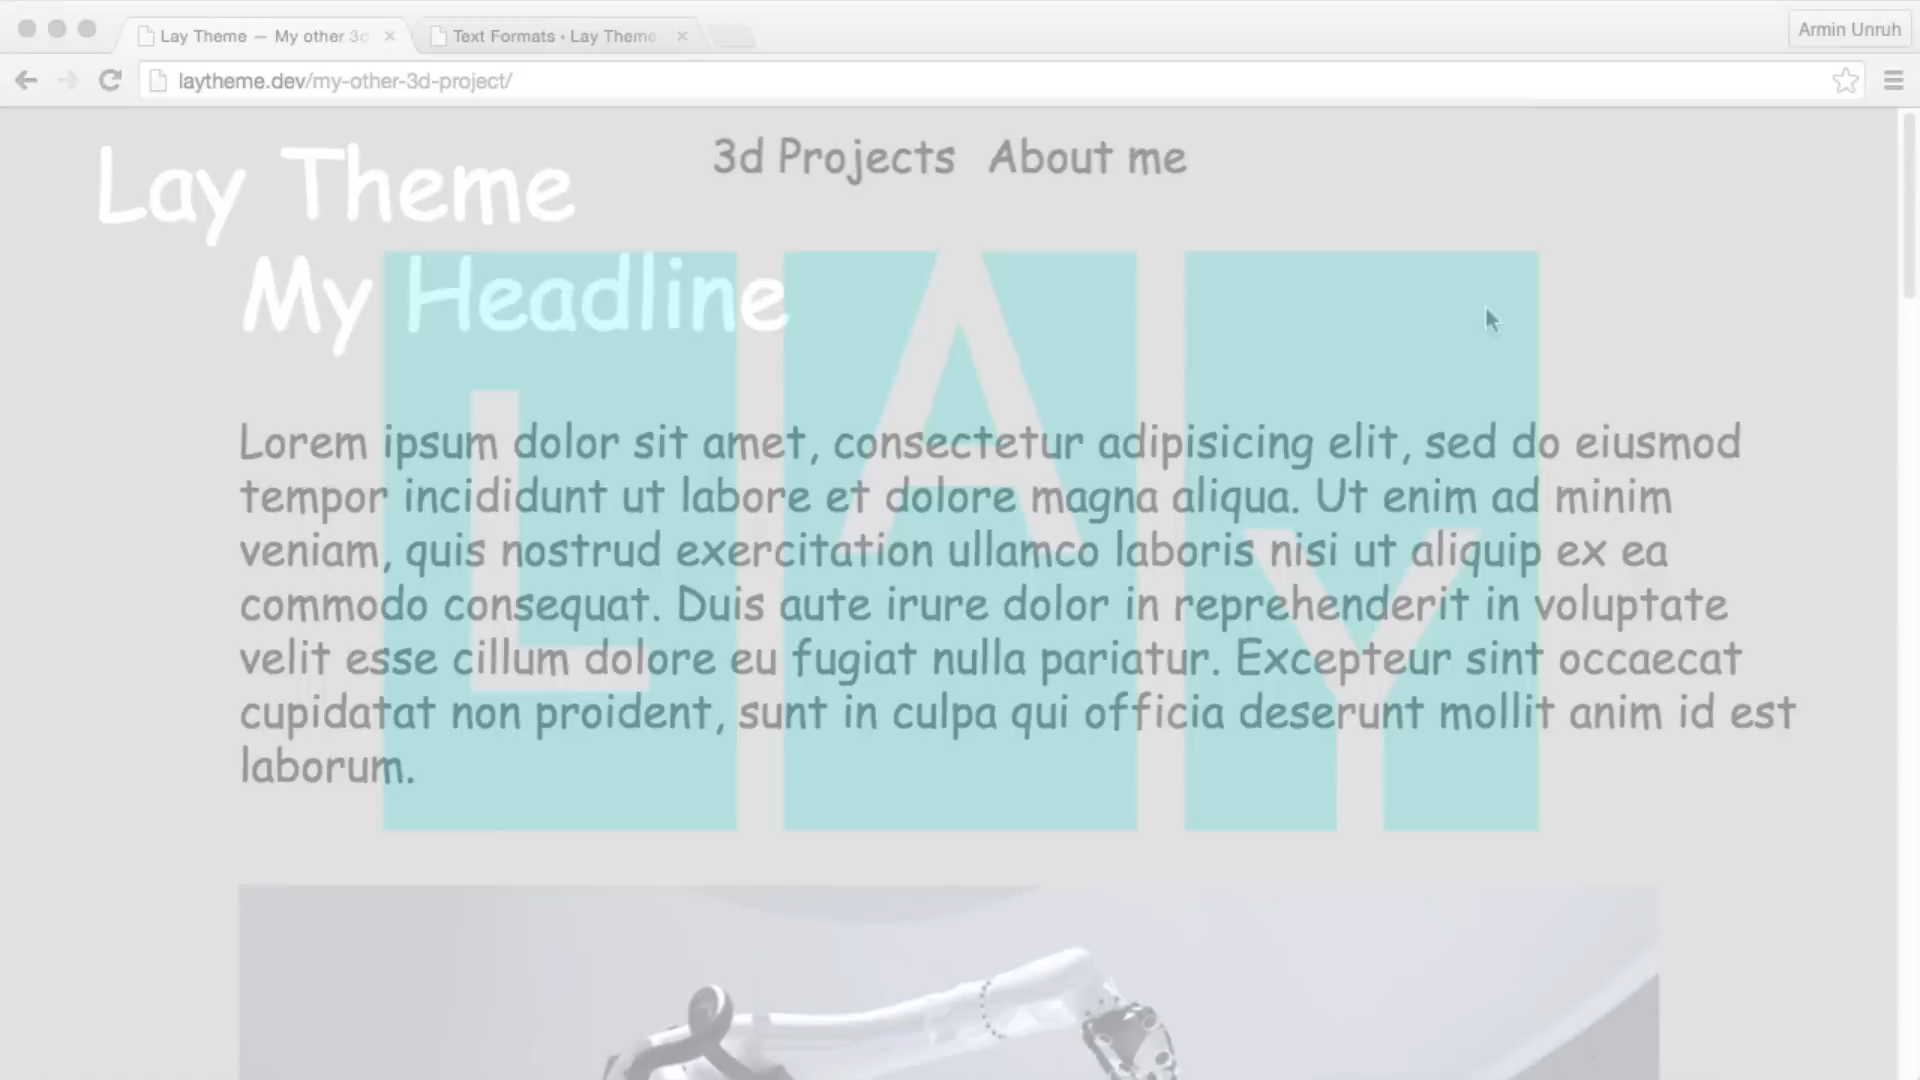 Lay Theme — My other 3d
Text Formats ‹ Lay Theme
Armin Unruh
laytheme.dev/my-other-3d-project/
Lay Theme
3d Projects About me
My Headline
LAY
Lorem ipsum dolor sit amet, consectetur adipisicing elit, sed do eiusmod
tempor incididunt ut labore et dolore magna aliqua. Ut enim ad minim
veniam, quis nostrud exercitation ullamco laboris nisi ut aliquip ex ea
commodo consequat. Duis aute irure dolor in reprehenderit in voluptate
velit esse cillum dolore eu fugiat nulla pariatur. Excepteur sint occaecat
cupidatat non proident, sunt in culpa qui officia deserunt mollit anim id est
laborum.